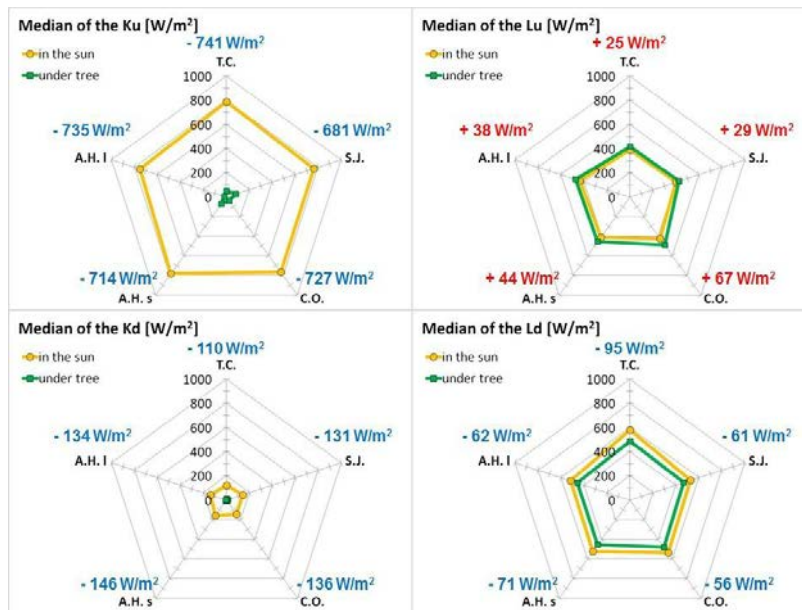 Median of the Ku [W/m²]
- 741 W/m²
in the sun
under tree
T.C.
1000
800
600
400
200
0
- 735 W/m²
- 681 W/m²
A.H. l
S.J.
- 714 W/m²
- 727 W/m²
A.H. s
C.O.
Median of the Lu [W/m²]
+ 25 W/m²
in the sun
under tree
T.C.
1000
800
600
400
200
0
+ 38 W/m²
+ 29 W/m²
A.H. l
S.J.
+ 44 W/m²
+ 67 W/m²
A.H. s
C.O.
Median of the Kd [W/m²]
- 110 W/m²
in the sun
under tree
T.C.
1000
800
600
400
200
0
- 134 W/m²
- 131 W/m²
A.H. l
S.J.
- 146 W/m²
- 136 W/m²
A.H. s
C.O.
Median of the Ld [W/m²]
- 95 W/m²
in the sun
under tree
T.C.
1000
800
600
400
200
0
- 62 W/m²
- 61 W/m²
A.H. l
S.J.
- 71 W/m²
- 56 W/m²
A.H. s
C.O.